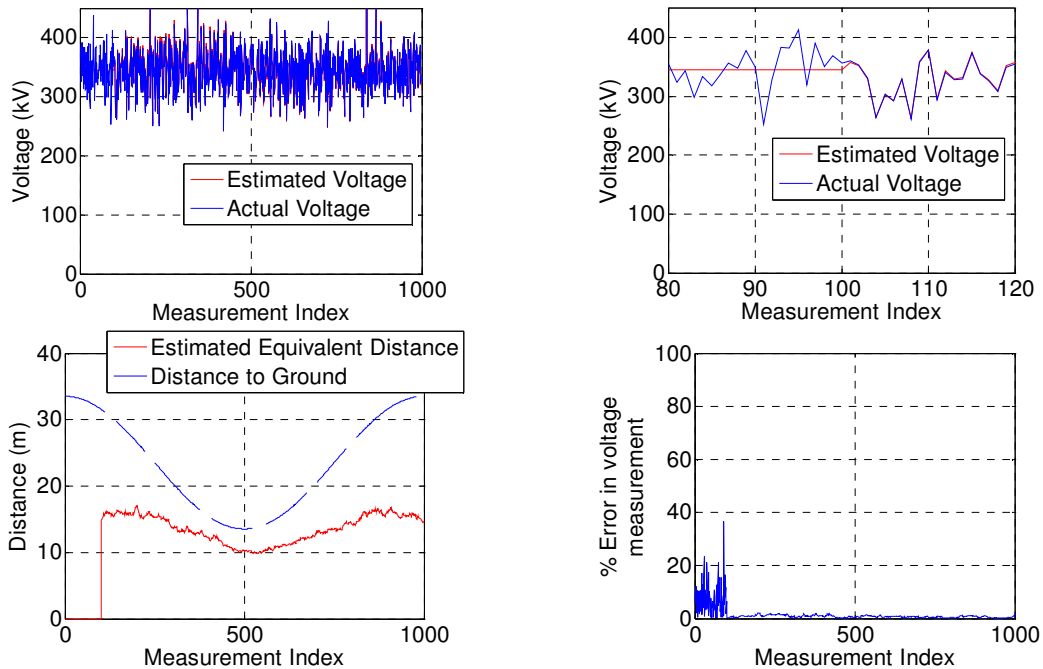 Voltage (kV)
400
300
200
100
0
0
500
1000
Measurement Index
Estimated Voltage
Actual Voltage
Voltage (kV)
400
300
200
100
0
80
90
100
110
120
Measurement Index
Estimated Voltage
Actual Voltage
Distance (m)
40
30
20
10
0
0
500
1000
Measurement Index
Estimated Equivalent Distance
Distance to Ground
% Error in voltage
measurement
100
80
60
40
20
0
0
500
1000
Measurement Index